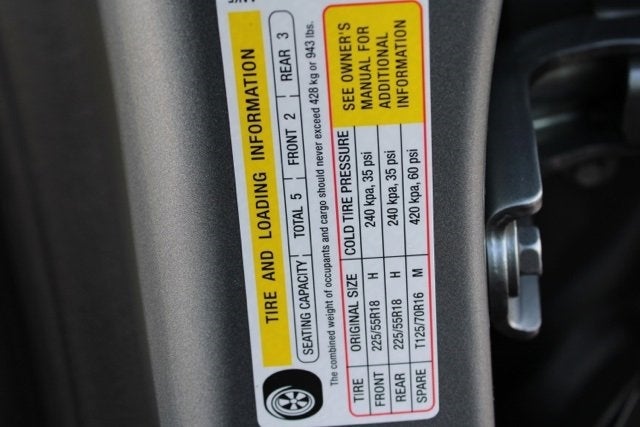 TIRE AND LOADING INFORMATION
SEATING CAPACITY TOTAL 5 FRONT 2 REAR 3
The combined weight of occupants and cargo should never exceed 428 kg or 943 lbs.
TIRE ORIGINAL SIZE COLD TIRE PRESSURE
FRONT 225/55R18 H 240 kpa, 35 psi
REAR 225/55R18 H 240 kpa, 35 psi
SPARE T125/70R16 M 420 kpa, 60 psi
SEE OWNER'S
MANUAL FOR
ADDITIONAL
INFORMATION